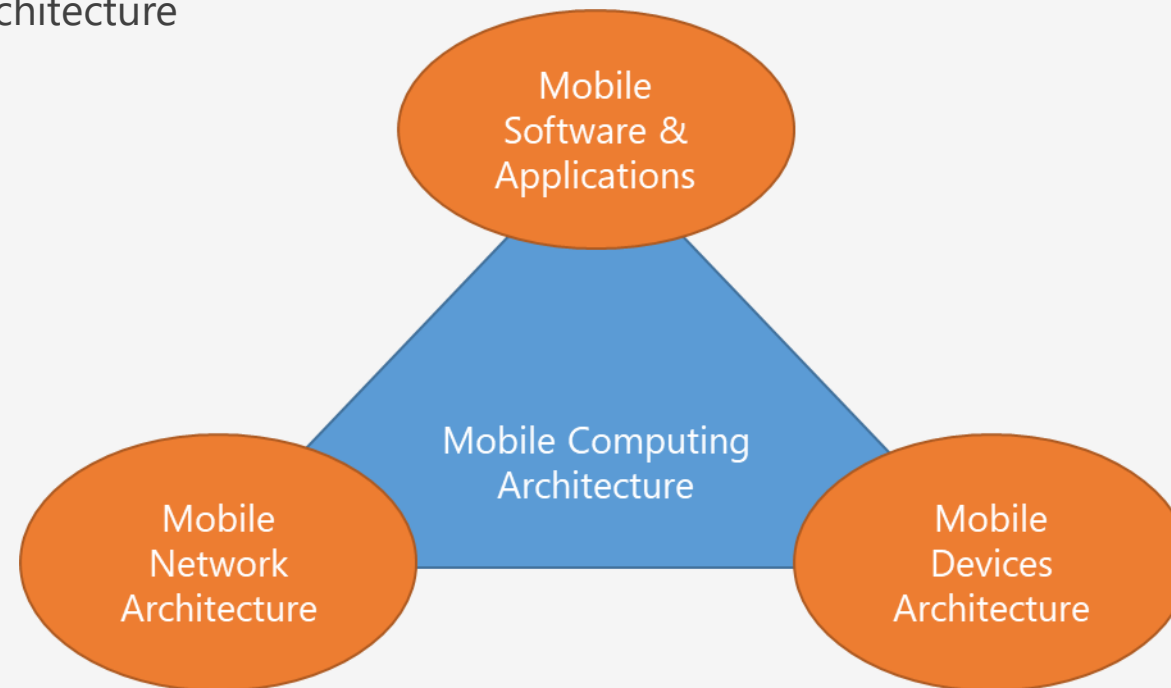 chitecture
Mobile
Software &
Applications
Mobile Computing
Architecture
Mobile
Network
Architecture
Mobile
Devices
Architecture